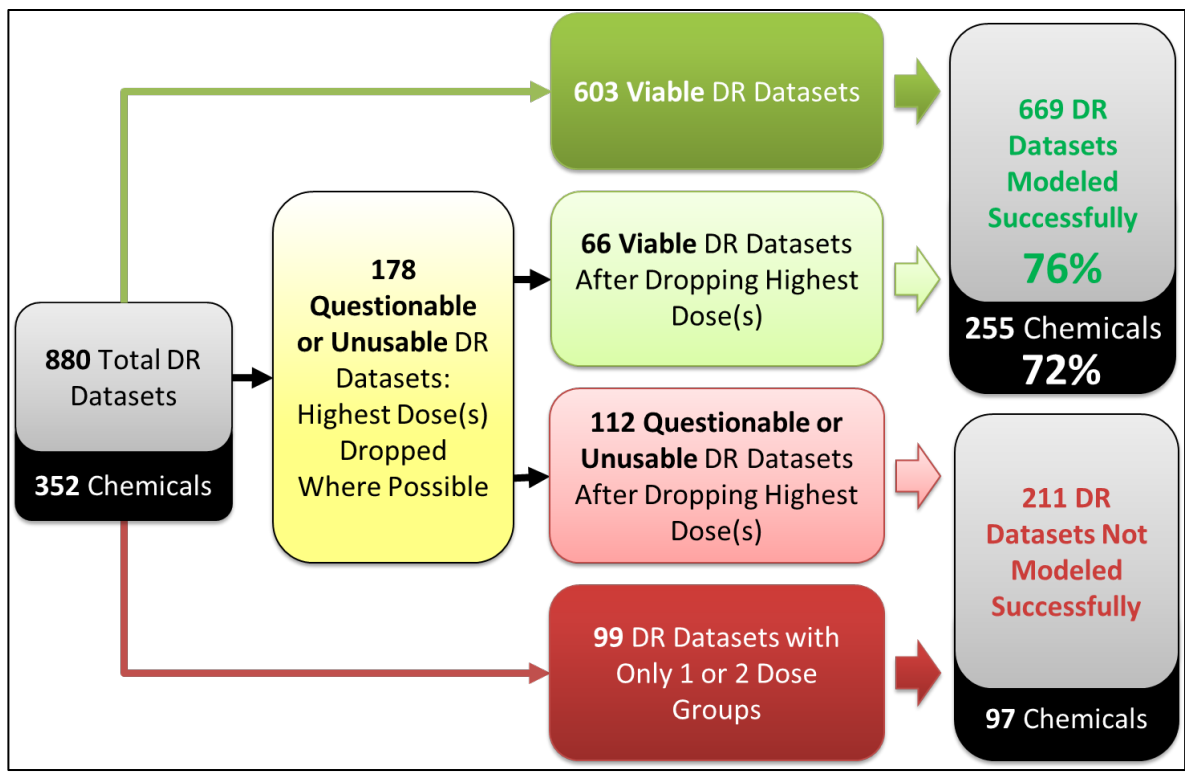 880 Total DR
Datasets
352 Chemicals
178
Questionable
or Unusable DR
Datasets:
Highest Dose(s)
Dropped
Where Possible
603 Viable DR Datasets
66 Viable DR Datasets
After Dropping Highest
Dose(s)
112 Questionable or
Unusable DR Datasets
After Dropping Highest
Dose(s)
99 DR Datasets with
Only 1 or 2 Dose
Groups
669 DR
Datasets
Modeled
Successfully
76%
255 Chemicals
72%
211 DR
Datasets Not
Modeled
Successfully
97 Chemicals